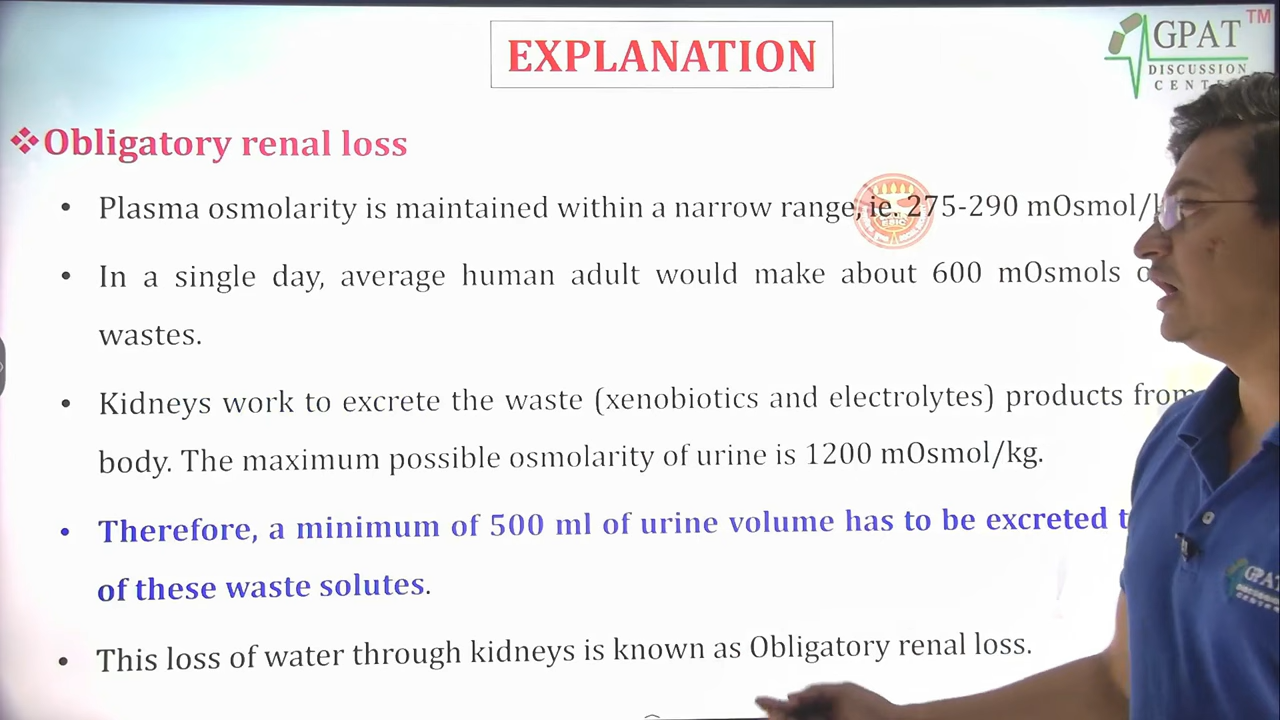 EXPLANATION
GPAT TM
DISCUSSION
❖Obligatory renal loss
• Plasma osmolarity is maintained within a narrow range, ie. 275-290 mOsmol/
• In a single day, average human adult would make about 600 mOsmols
wastes.
• Kidneys work to excrete the waste (xenobiotics and electrolytes) products from
body. The maximum possible osmolarity of urine is 1200 mOsmol/kg.
• Therefore, a minimum of 500 ml of urine volume has to be excreted
of these waste solutes.
• This loss of water through kidneys is known as Obligatory renal loss.